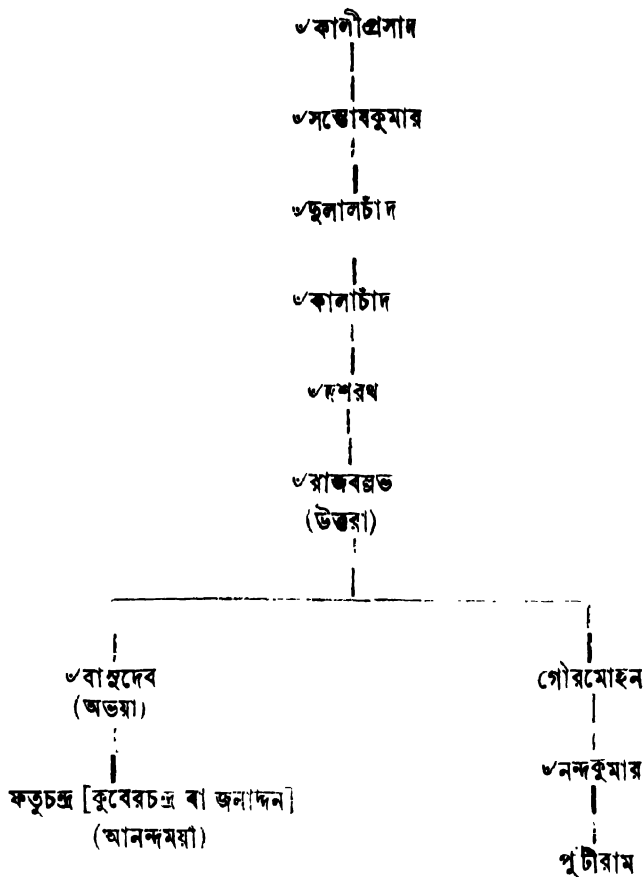 ৺কালীপ্রসাদ
৺সন্তোষকুমার
৺দুলালচাঁদ
৺কালাচাঁদ
৺দশরথ
৺রাজবল্লভ
(উত্তরা)
৺বাসুদেব গৌরমোহন
(অভয়া)
৺নন্দকুমার
ফতুচন্দ্র [কুবেরচন্দ্র বা জনাদ্দন]
(আনন্দময়ী)
পুটীরাম